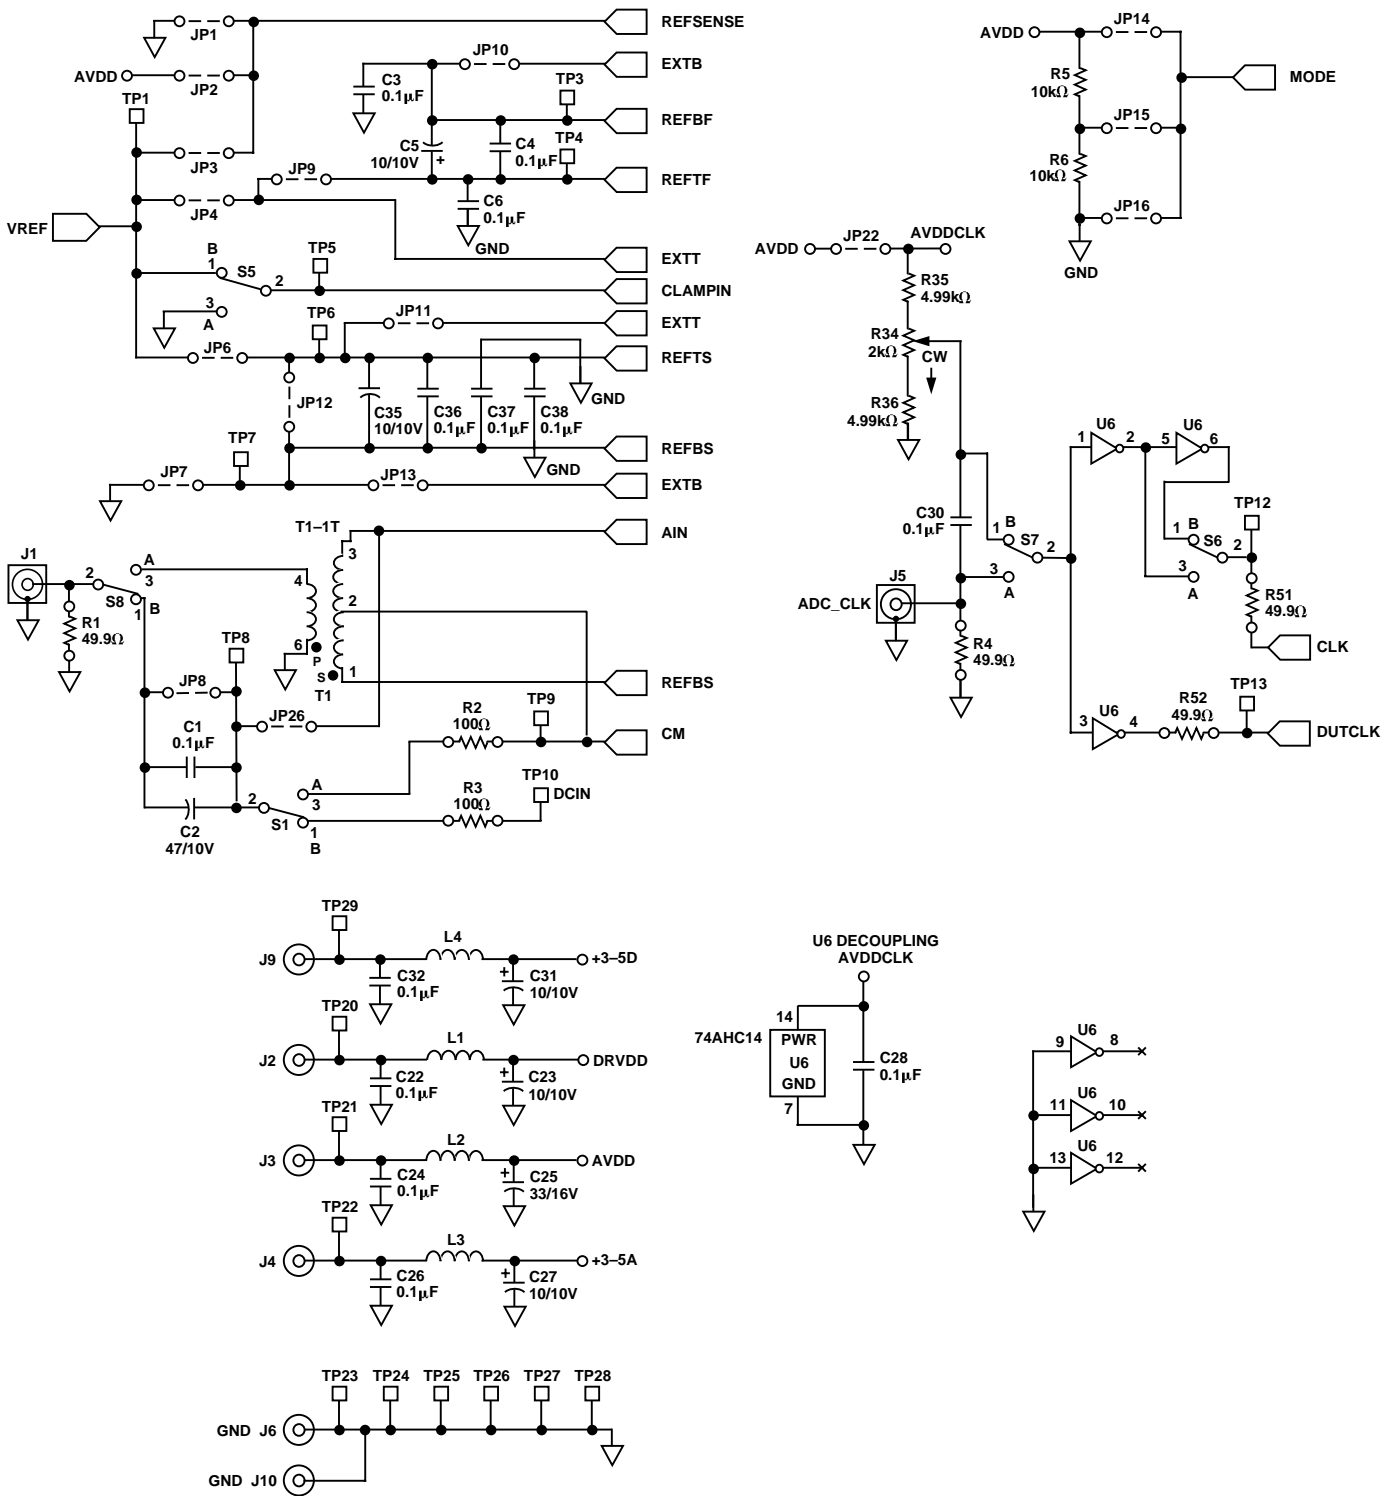 JP1
REFSENSE
AVDD
JP2
TP1
JP3
JP10
EXTB
C3
0.1µF
TP3
REFBF
C5
10/10V
+
C4
0.1µF
TP4
JP9
REFTF
JP4
C6
0.1µF
GND
VREF
EXTT
B
1
S5
2
TP5
CLAMPIN
3
A
TP6
JP11
EXTT
JP6
REFTS
JP12
C35
10/10V
C36
0.1µF
C37
0.1µF
C38
0.1µF
GND
TP7
REFBS
GND
JP7
JP13
EXTB
AVDD
JP14
R5
10kΩ
MODE
JP15
R6
10kΩ
JP16
GND
AVDD
JP22
AVDDCLK
R35
4.99kΩ
R34
2kΩ
CW
R36
4.99kΩ
C30
0.1µF
1
B
S7
2
3
A
J5
ADC_CLK
R4
49.9Ω
1
U6
2
5
U6
6
1
B
S6
2
3
A
TP12
R51
49.9Ω
CLK
3
U6
4
R52
49.9Ω
TP13
DUTCLK
T1–1T
AIN
J1
2
A
3
S8
1
B
R1
49.9Ω
4
3
2
6
P
S
1
T1
TP8
REFBS
JP8
JP26
C1
0.1µF
R2
100Ω
TP9
CM
C2
47/10V
2
A
3
S1
1
B
R3
100Ω
TP10
DCIN
TP29
J9
L4
C32
0.1µF
+
C31
10/10V
+3–5D
TP20
J2
L1
C22
0.1µF
+
C23
10/10V
DRVDD
TP21
J3
L2
C24
0.1µF
+
C25
33/16V
AVDD
TP22
J4
L3
C26
0.1µF
+
C27
10/10V
+3–5A
TP23 TP24 TP25 TP26 TP27 TP28
GND J6
GND J10
U6 DECOUPLING
AVDDCLK
14
74AHC14
PWR
U6
GND
7
C28
0.1µF
9
U6
8
11
U6
10
13
U6
12